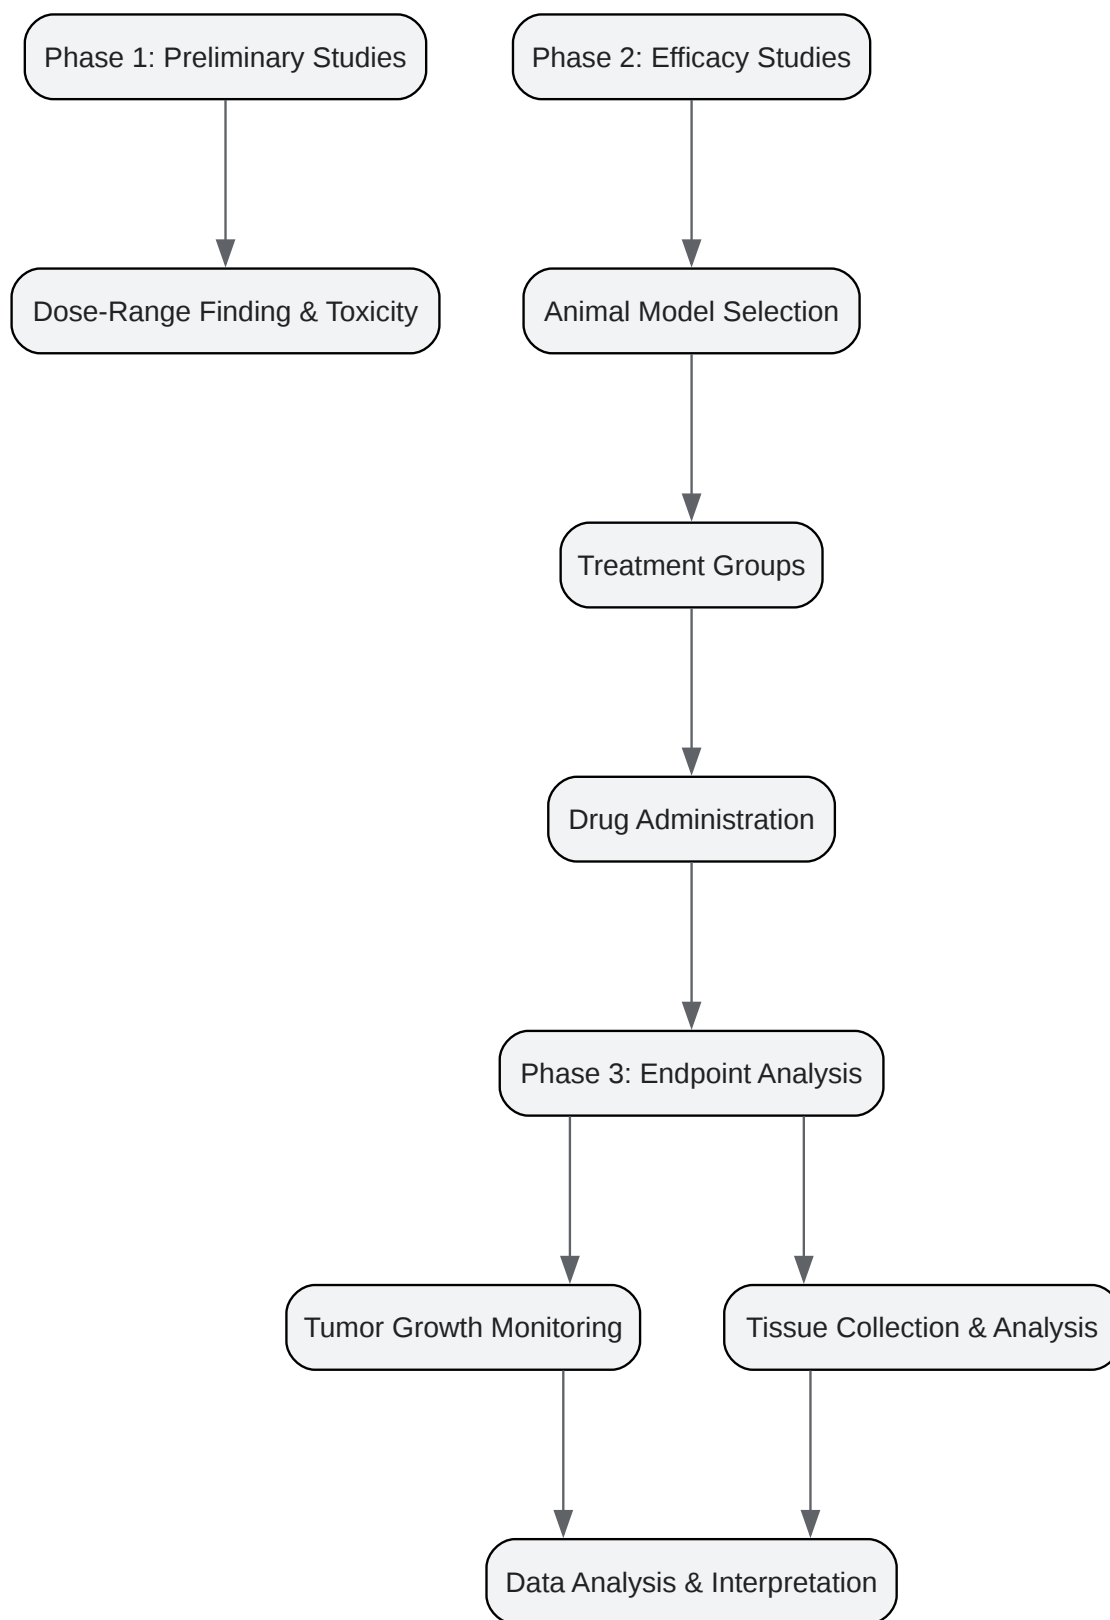 Phase 1: Preliminary Studies
Phase 2: Efficacy Studies
Dose-Range Finding & Toxicity
Animal Model Selection
Treatment Groups
Drug Administration
Phase 3: Endpoint Analysis
Tumor Growth Monitoring
Tissue Collection & Analysis
Data Analysis & Interpretation